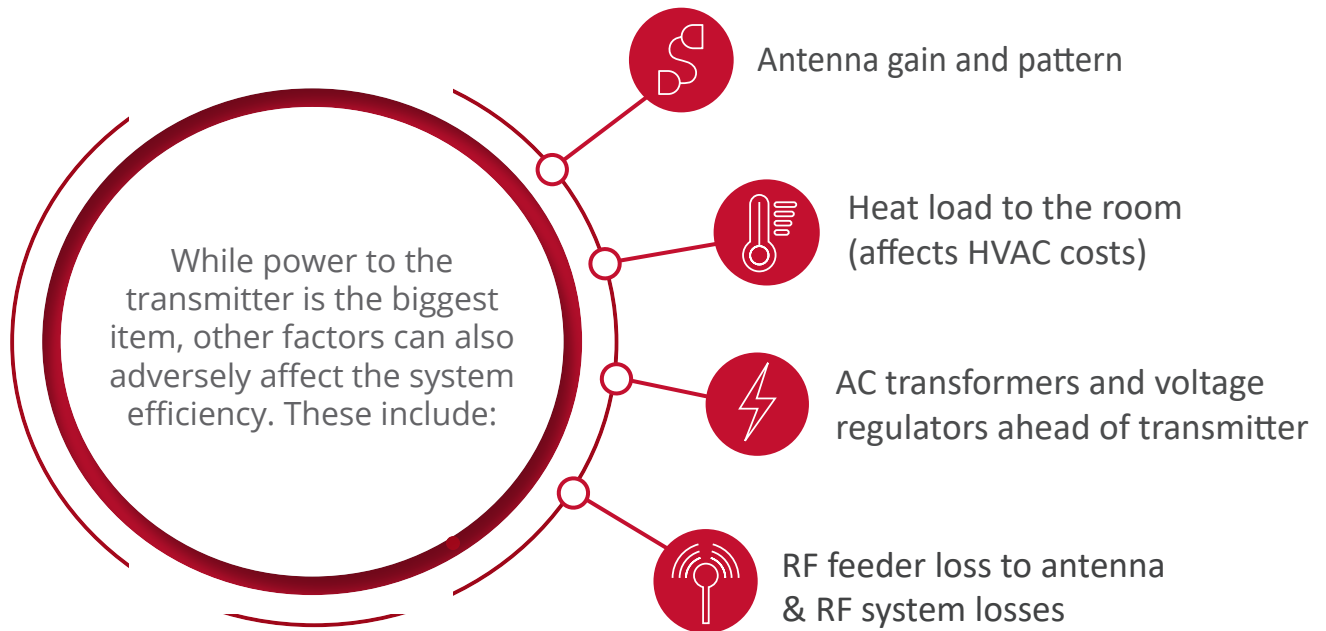 Antenna gain and pattern
Heat load to the room
(affects HVAC costs)
While power to the
transmitter is the biggest
item, other factors can also
adversely affect the system
efficiency. These include:
AC transformers and voltage
regulators ahead of transmitter
RF feeder loss to antenna
& RF system losses